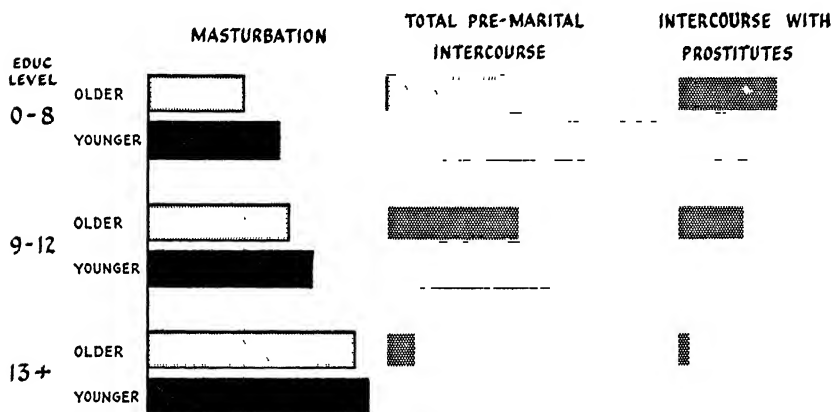 MASTURBATION
TOTAL PRE-MARITAL
INTERCOURSE
INTERCOURSE WITH
PROSTITUTES
EDUC
LEVEL
0-8
OLDER
YOUNGER
9-12
OLDER
YOUNGER
13+
OLDER
YOUNGER